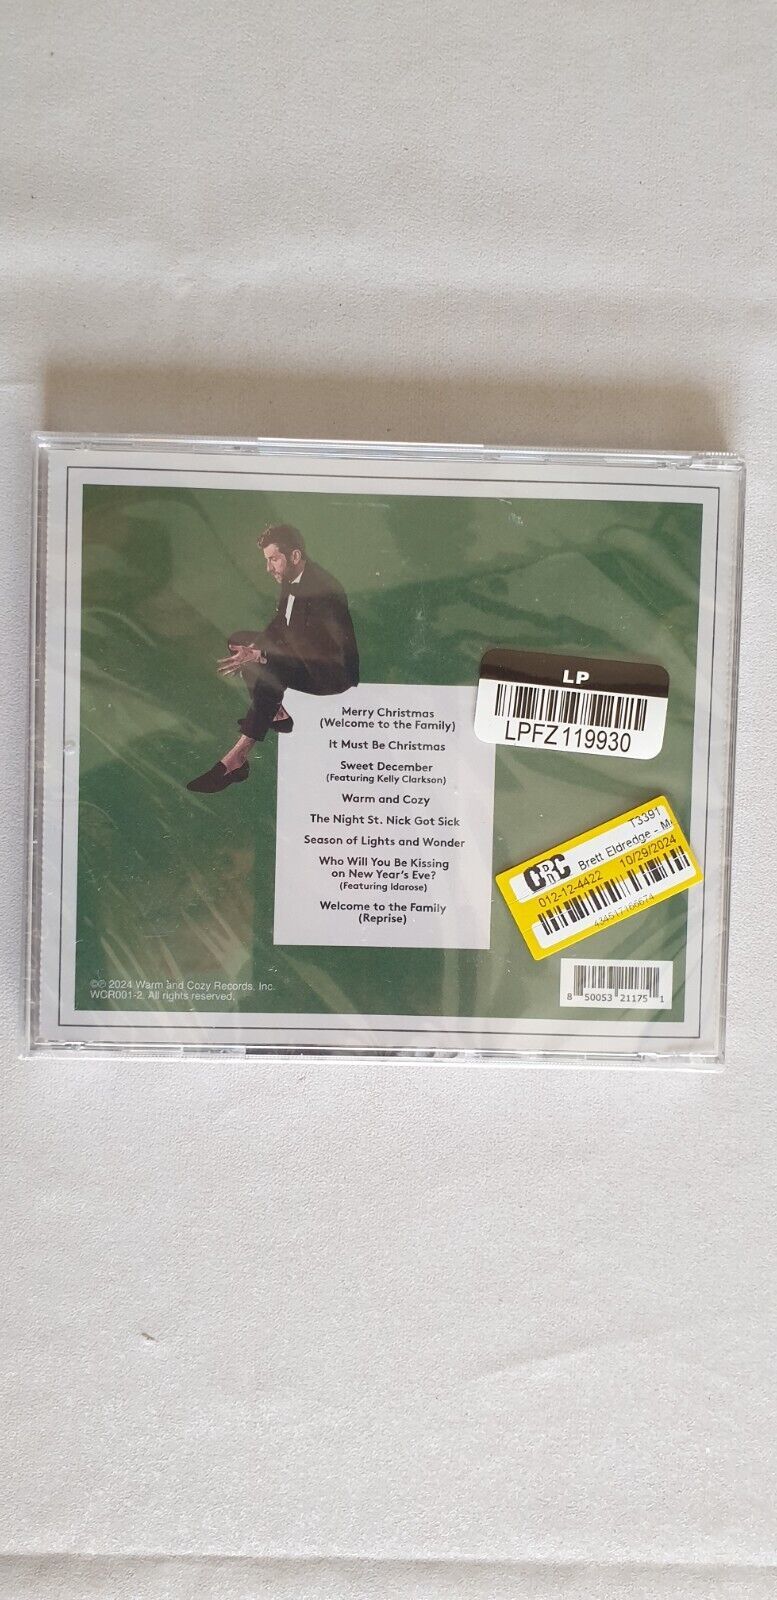 Merry Christmas
(Welcome to the Family)
It Must Be Christmas
Sweet December
(Featuring Kelly Clarkson)
Warm and Cozy
The Night St. Nick Got Sick
Season of Lights and Wonder
Who Will You Be Kissing
on New Year's Eve?
(Featuring Idarose)
Welcome to the Family
(Reprise)
LP
LPFZ119930
T3391
CRC Brett Eldredge - M
012-12-4422 10/29/2024
434517166674
©℗ 2024 Warm and Cozy Records, Inc.
WCR001-2. All rights reserved.
8 50053 21175 1